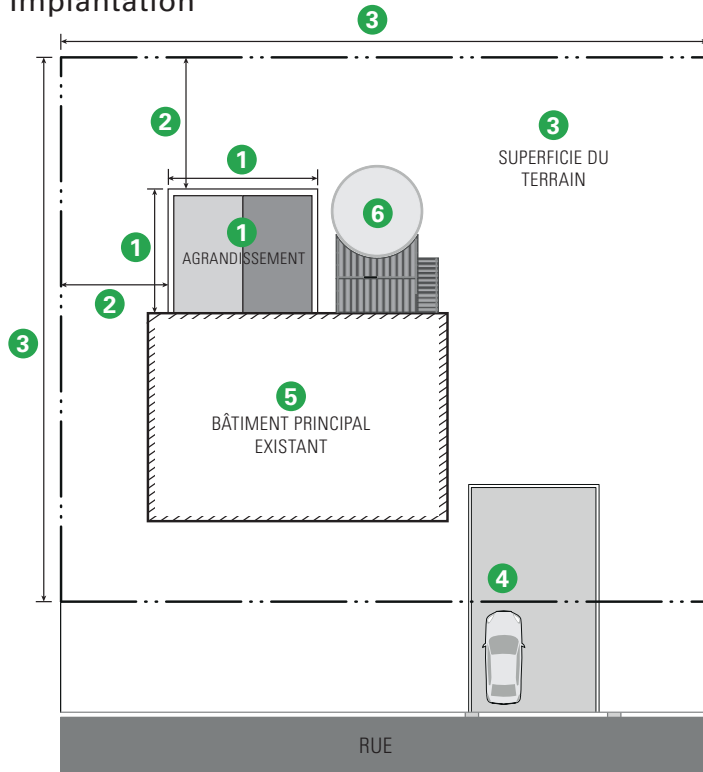 Implantation
3
3
SUPERFICIE DU
TERRAIN
2
1
6
1
1
AGRANDISSEMENT
2
3
5
BÂTIMENT PRINCIPAL
EXISTANT
4
RUE